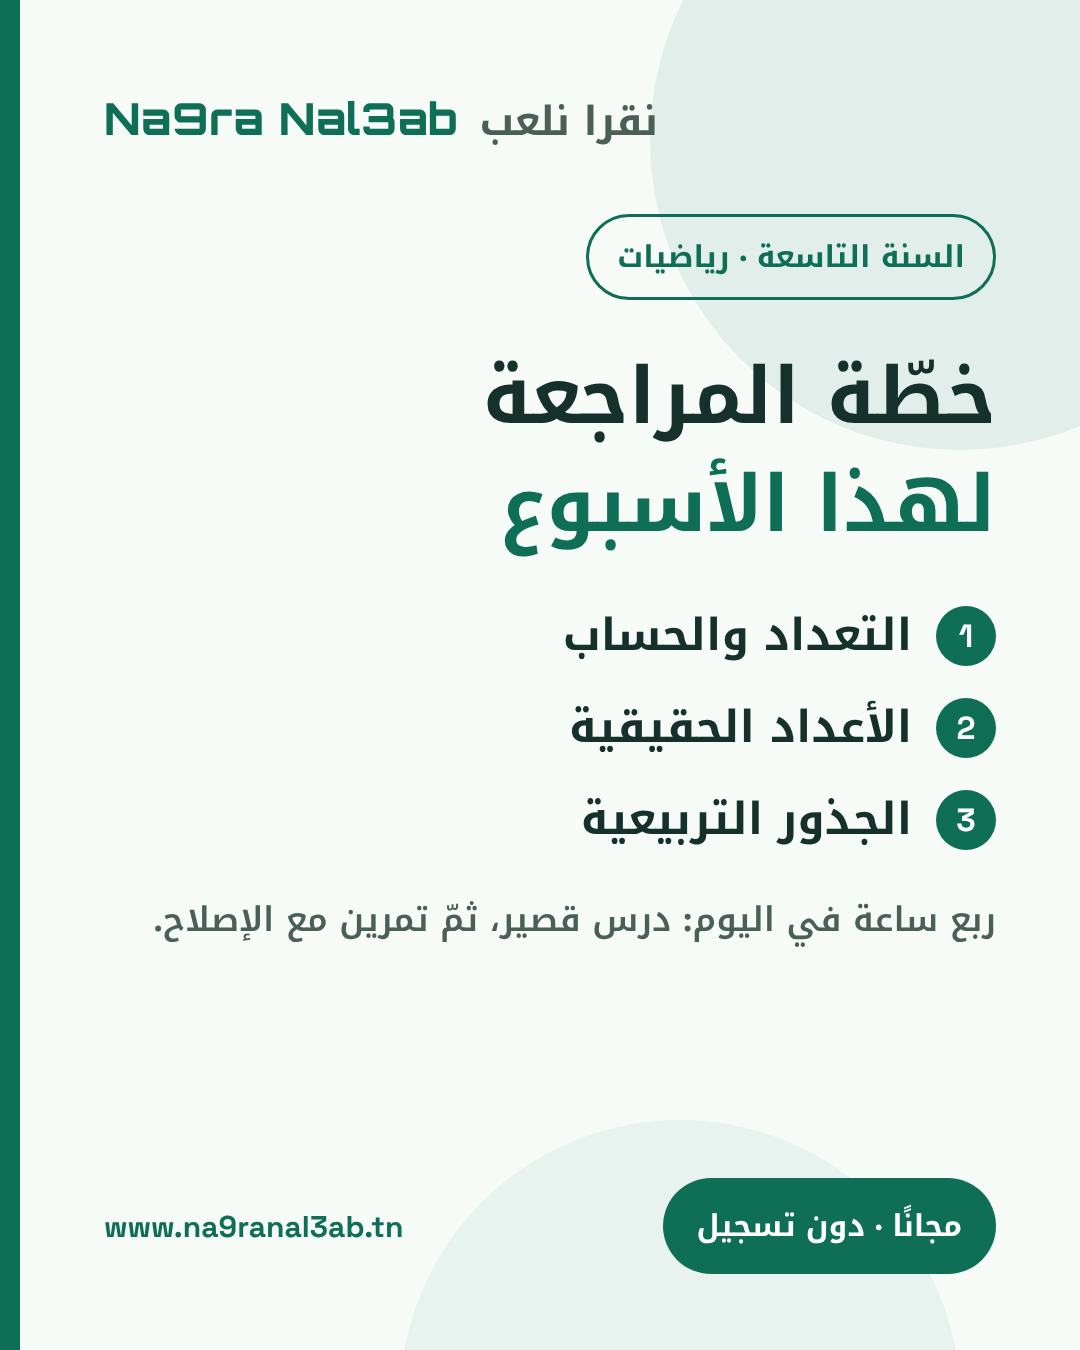 Na9ra Nal3ab نقرا نلعب
السنة التاسعة · رياضيات
خطّة المراجعة
لهذا الأسبوع
1 التعداد والحساب
2 الأعداد الحقيقية
3 الجذور التربيعية
ربع ساعة في اليوم: درس قصير، ثمّ تمرين مع الإصلاح.
مجانًا · دون تسجيل
www.na9ranal3ab.tn